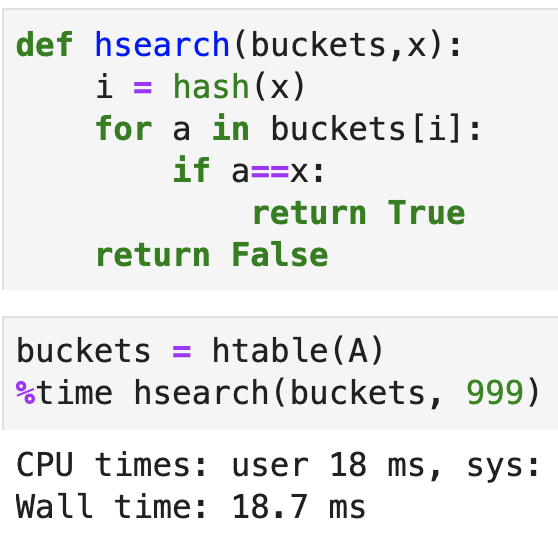 def hsearch(buckets,x):
    i = hash(x)
    for a in buckets[i]:
        if a==x:
            return True
    return False
buckets = htable(A)
%time hsearch(buckets, 999)
CPU times: user 18 ms, sys:
Wall time: 18.7 ms